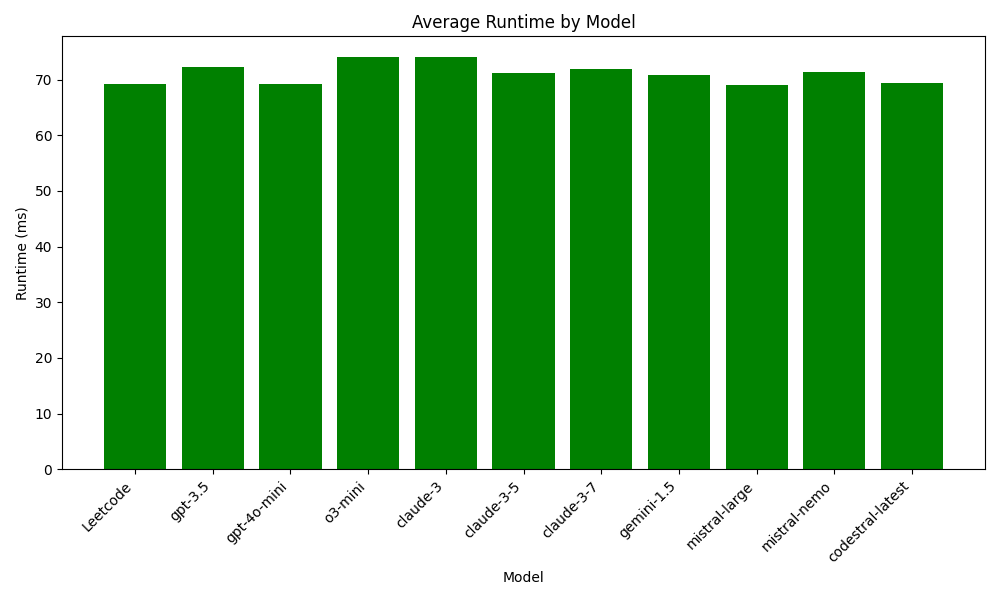 Average Runtime by Model
Runtime (ms)
70
60
50
40
30
20
10
0
Leetcode
gpt-3.5
gpt-4o-mini
o3-mini
claude-3
claude-3-5
claude-3-7
gemini-1.5
mistral-large
mistral-nemo
codestral-latest
Model